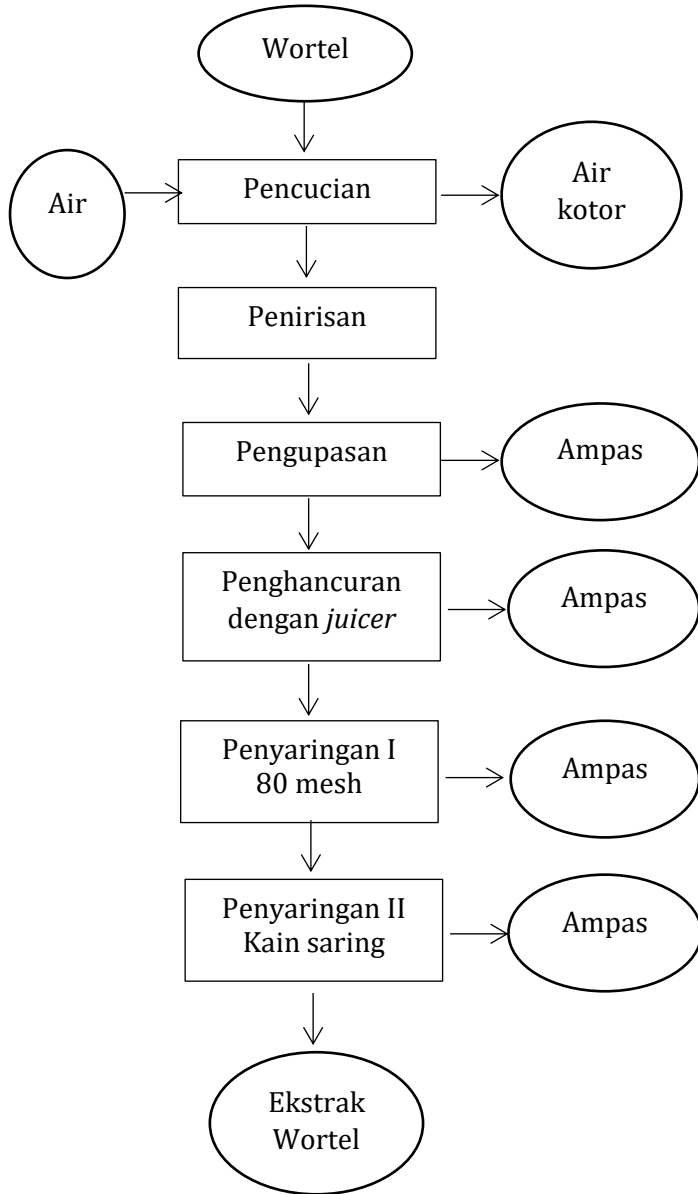 Wortel
Air
Pencucian
Air
kotor
Penirisan
Pengupasan
Ampas
Penghancuran
dengan juicer
Ampas
Penyaringan I
80 mesh
Ampas
Penyaringan II
Kain saring
Ampas
Ekstrak
Wortel